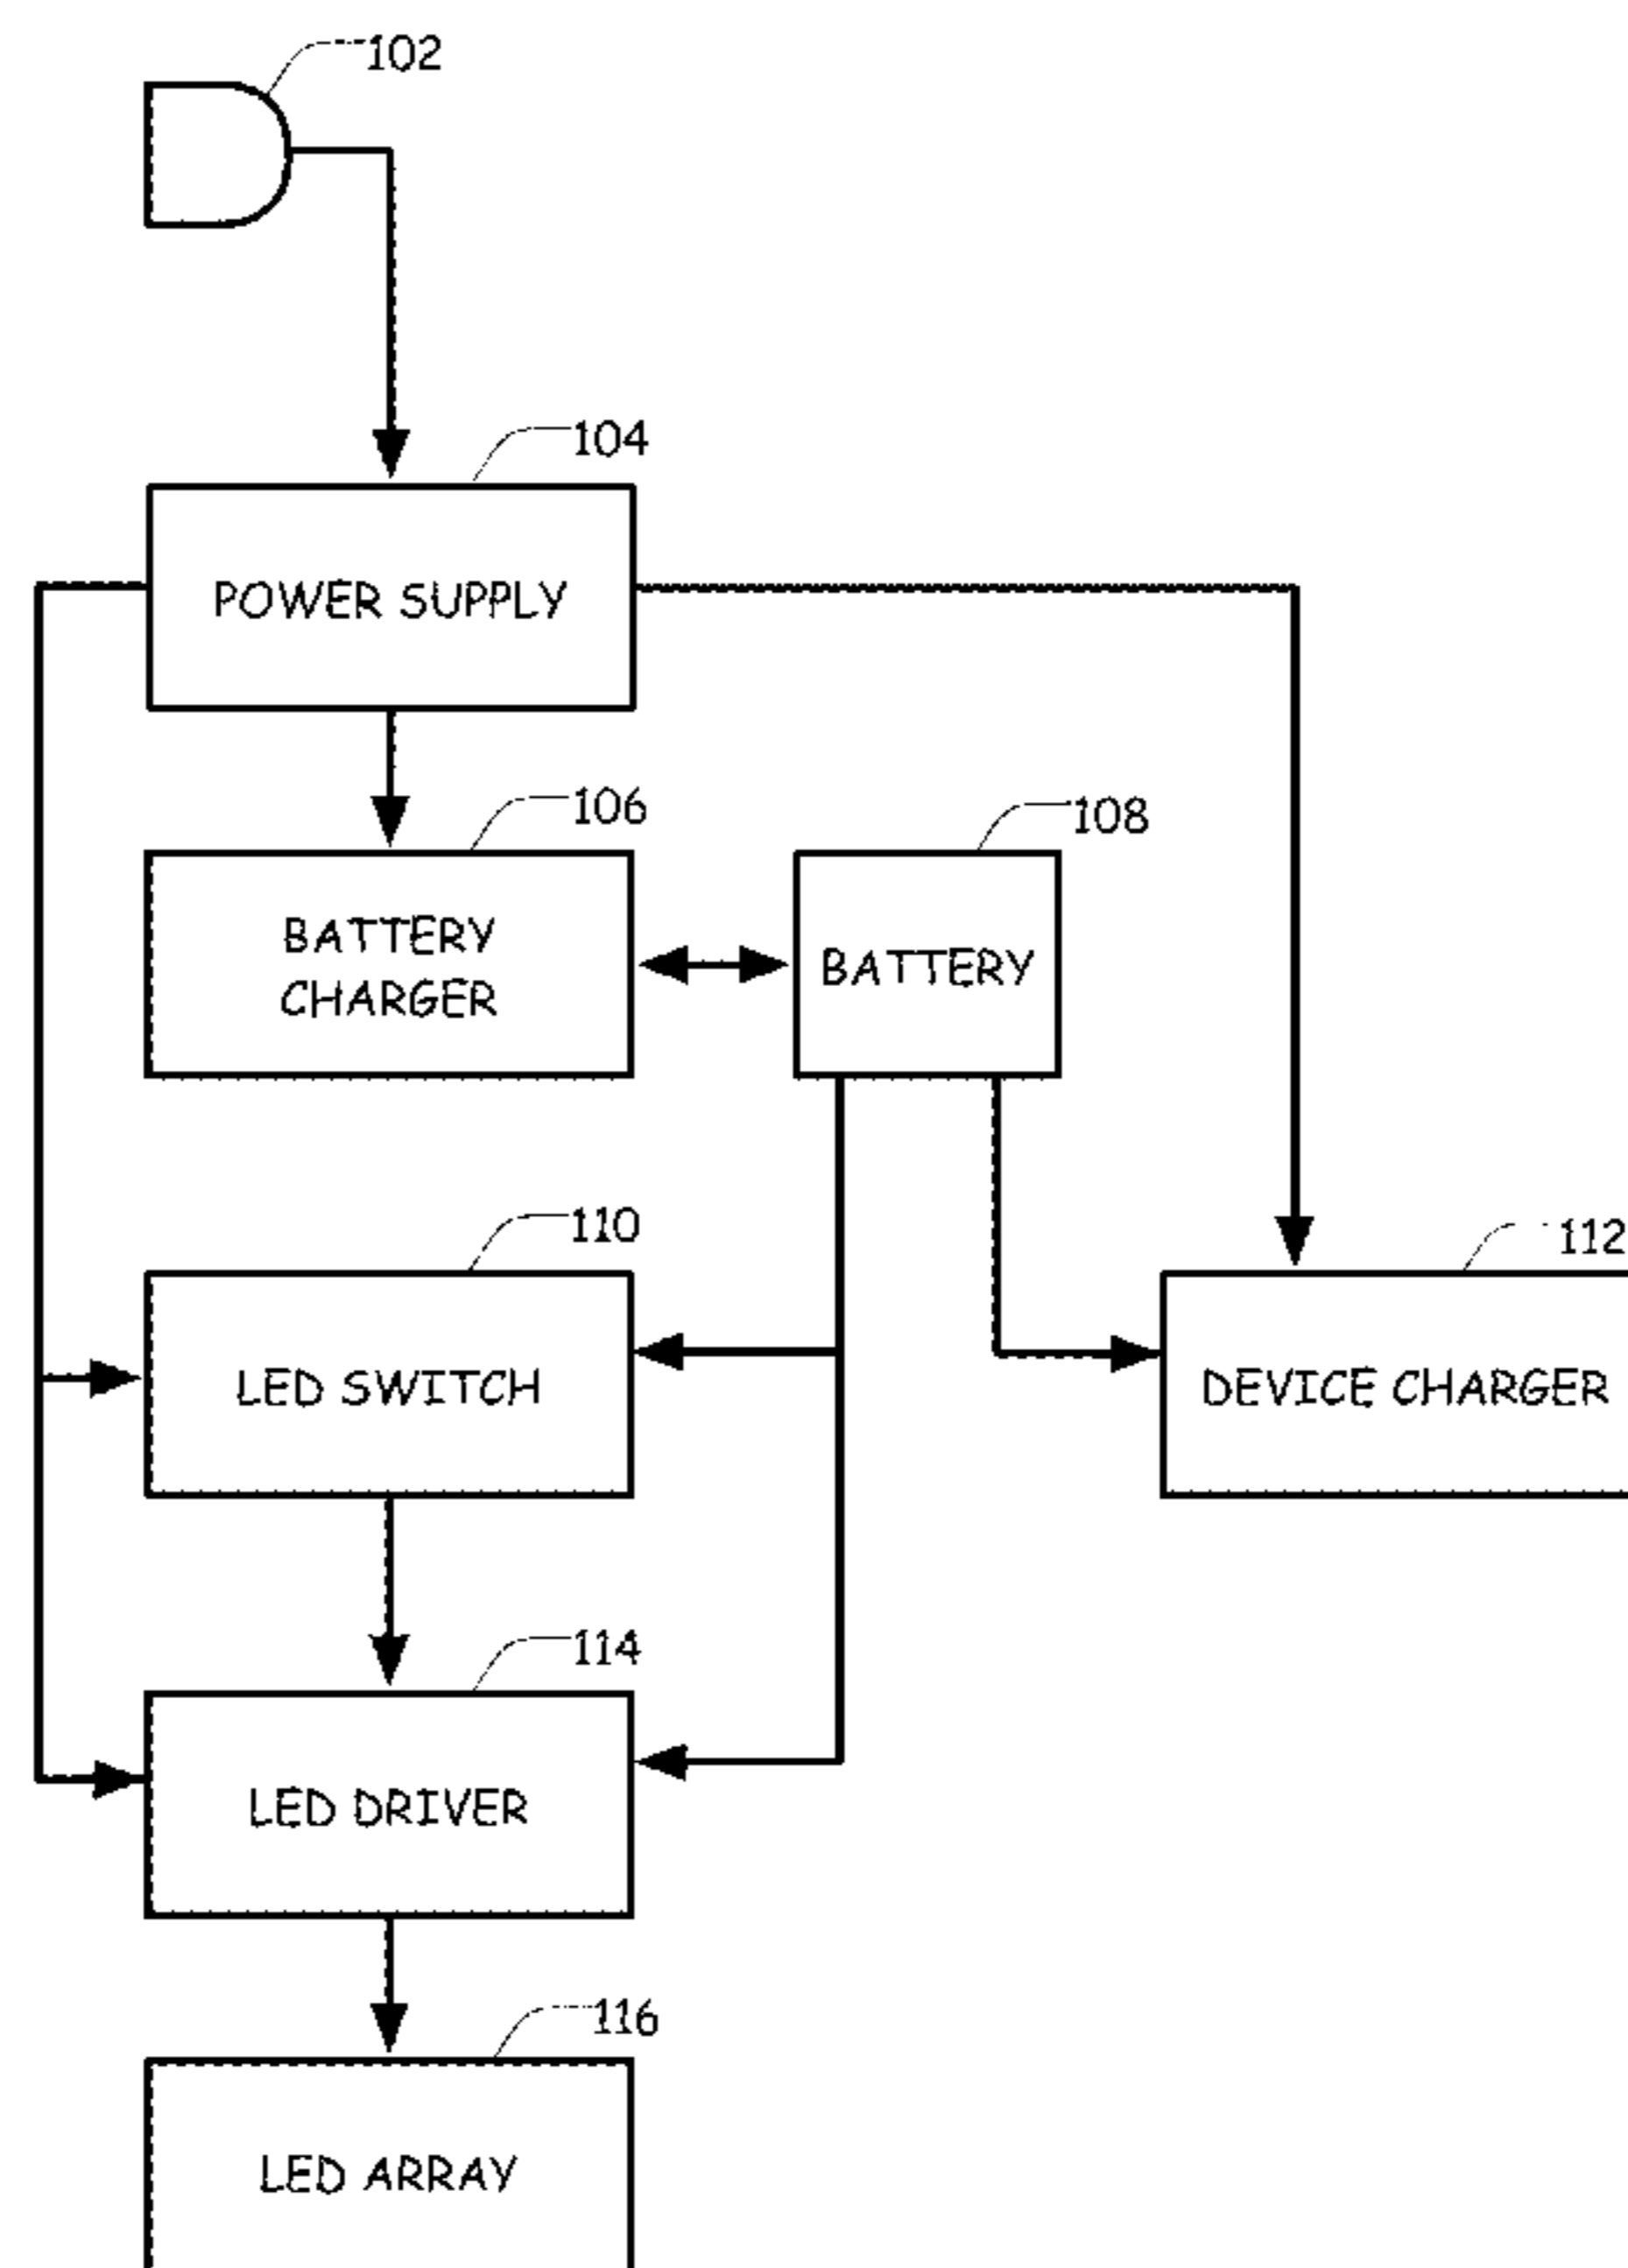 102
104
POWER SUPPLY
106
108
BATTERY
CHARGER
BATTERY
110
112
LED SWITCH
DEVICE CHARGER
114
LED DRIVER
116
LED ARRAY